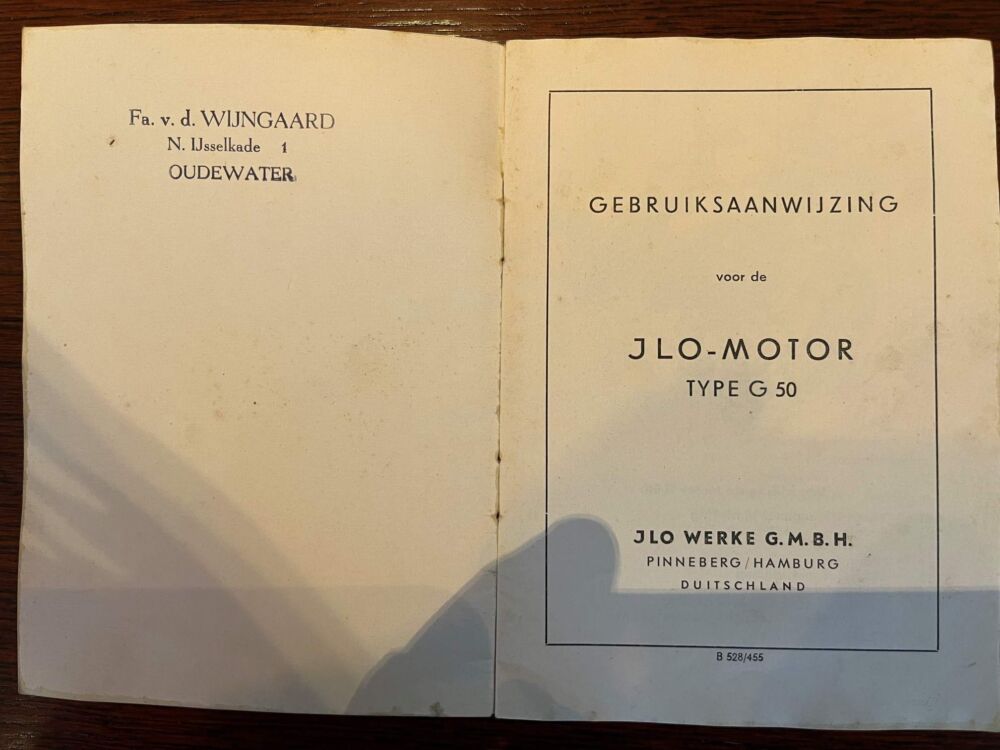 Fa. v. d. WIJNGAARD
N. IJsselkade 1
OUDEWATER
GEBRUIKSAANWIJZING
voor de
JLO-MOTOR
TYPE G 50
JLO WERKE G.M.B.H.
PINNEBERG/HAMBURG
DUITSCHLAND
B 528/455